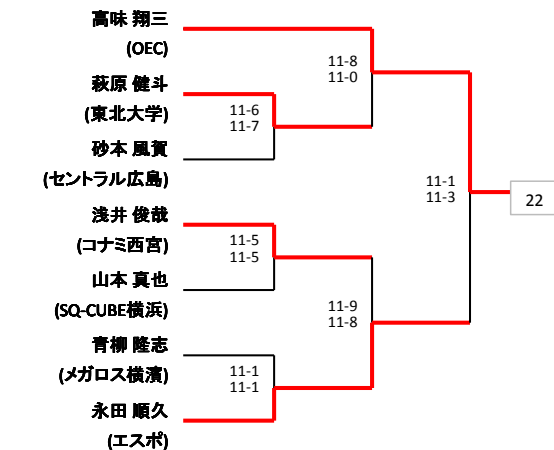 高味 翔三
(OEC)
萩原 健斗
(東北大学)
砂本 風賀
(セントラル広島)
浅井 俊哉
(コナミ西宮)
山本 真也
(SQ-CUBE横浜)
青柳 隆志
(メガロス横濱)
永田 順久
(エスポ)
11-6
11-7
11-5
11-5
11-1
11-1
11-8
11-0
11-9
11-8
11-1
11-3
22